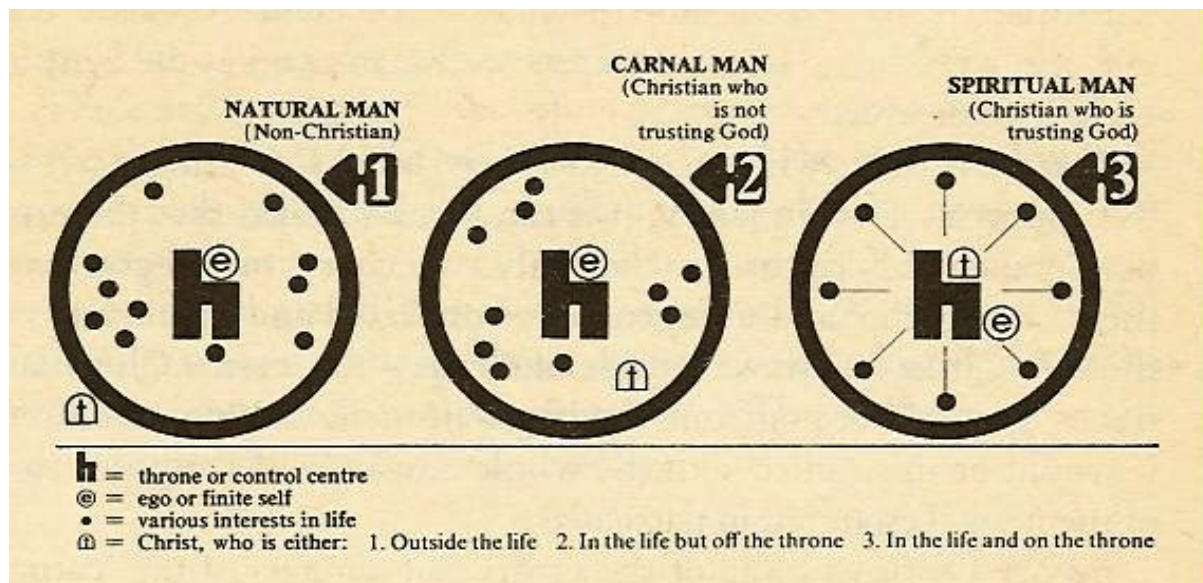 NATURAL MAN
(Non-Christian)
1
CARNAL MAN
(Christian who
is not
trusting God)
2
SPIRITUAL MAN
(Christian who is
trusting God)
3
e
†
e
†
†
e
h = throne or control centre
ⓔ = ego or finite self
• = various interests in life
† = Christ, who is either: 1. Outside the life 2. In the life but off the throne 3. In the life and on the throne